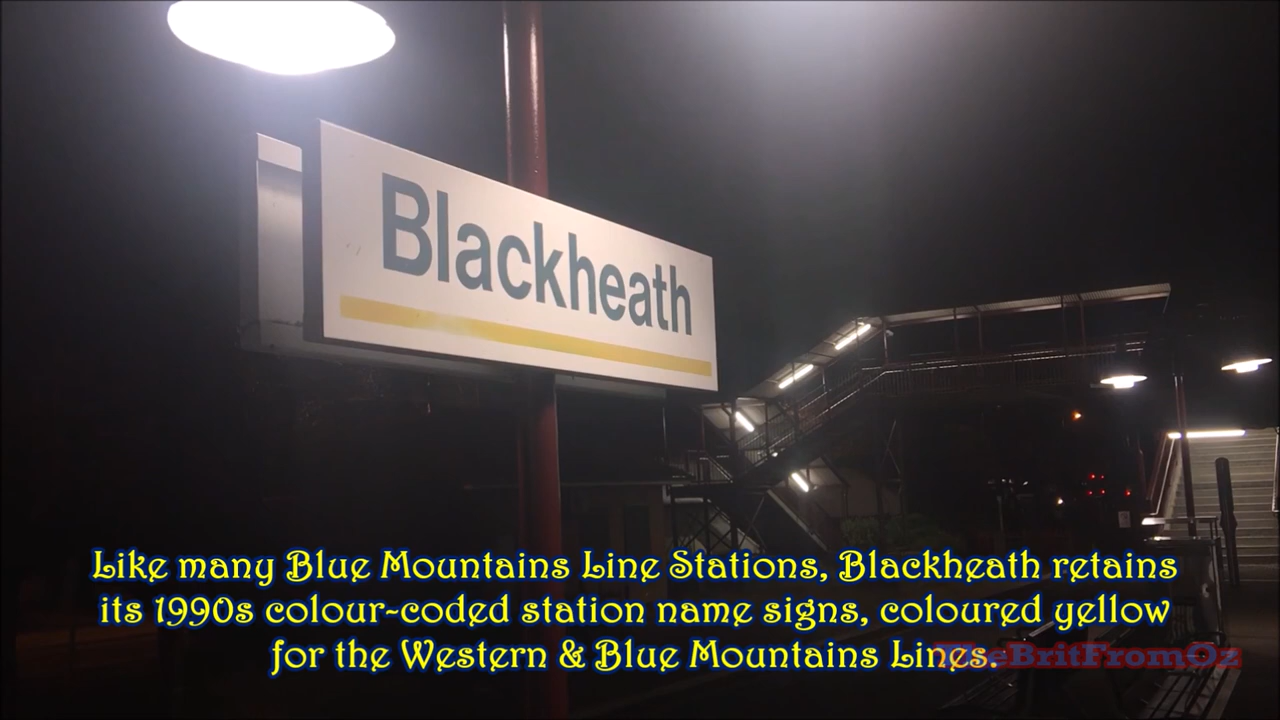 Blackheath
Like many Blue Mountains Line Stations, Blackheath retains
its 1990s colour-coded station name signs, coloured yellow
for the Western & Blue Mountains Lines.
TheBritFromOz